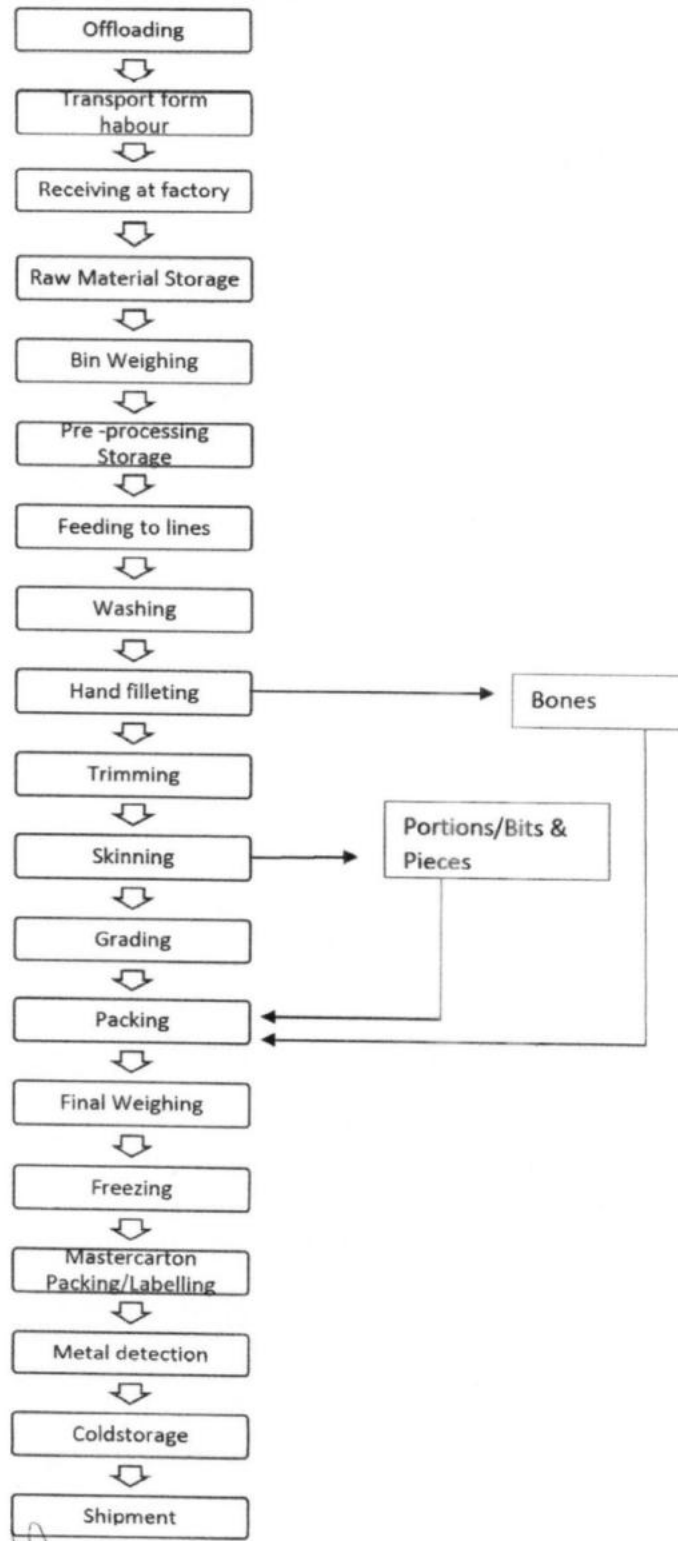 Offloading
Transport form
habour
Receiving at factory
Raw Material Storage
Bin Weighing
Pre -processing
Storage
Feeding to lines
Washing
Hand filleting
Bones
Trimming
Portions/Bits &
Pieces
Skinning
Grading
Packing
Final Weighing
Freezing
Mastercarton
Packing/Labelling
Metal detection
Coldstorage
Shipment